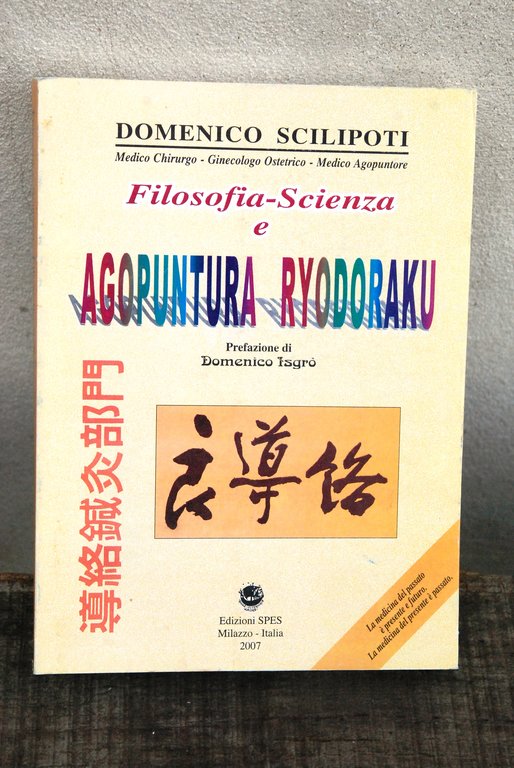 DOMENICO SCILIPOTI
Medico Chirurgo - Ginecologo Ostetrico - Medico Agopuntore
Filosofia-Scienza
e
AGOPUNTURA RYODORAKU
Prefazione di
Domenico Isgrò
導絡鍼灸部門
良導絡
Edizioni SPES
Milazzo - Italia
2007
La medicina del passato
è presente e futuro.
La medicina del presente è passato.